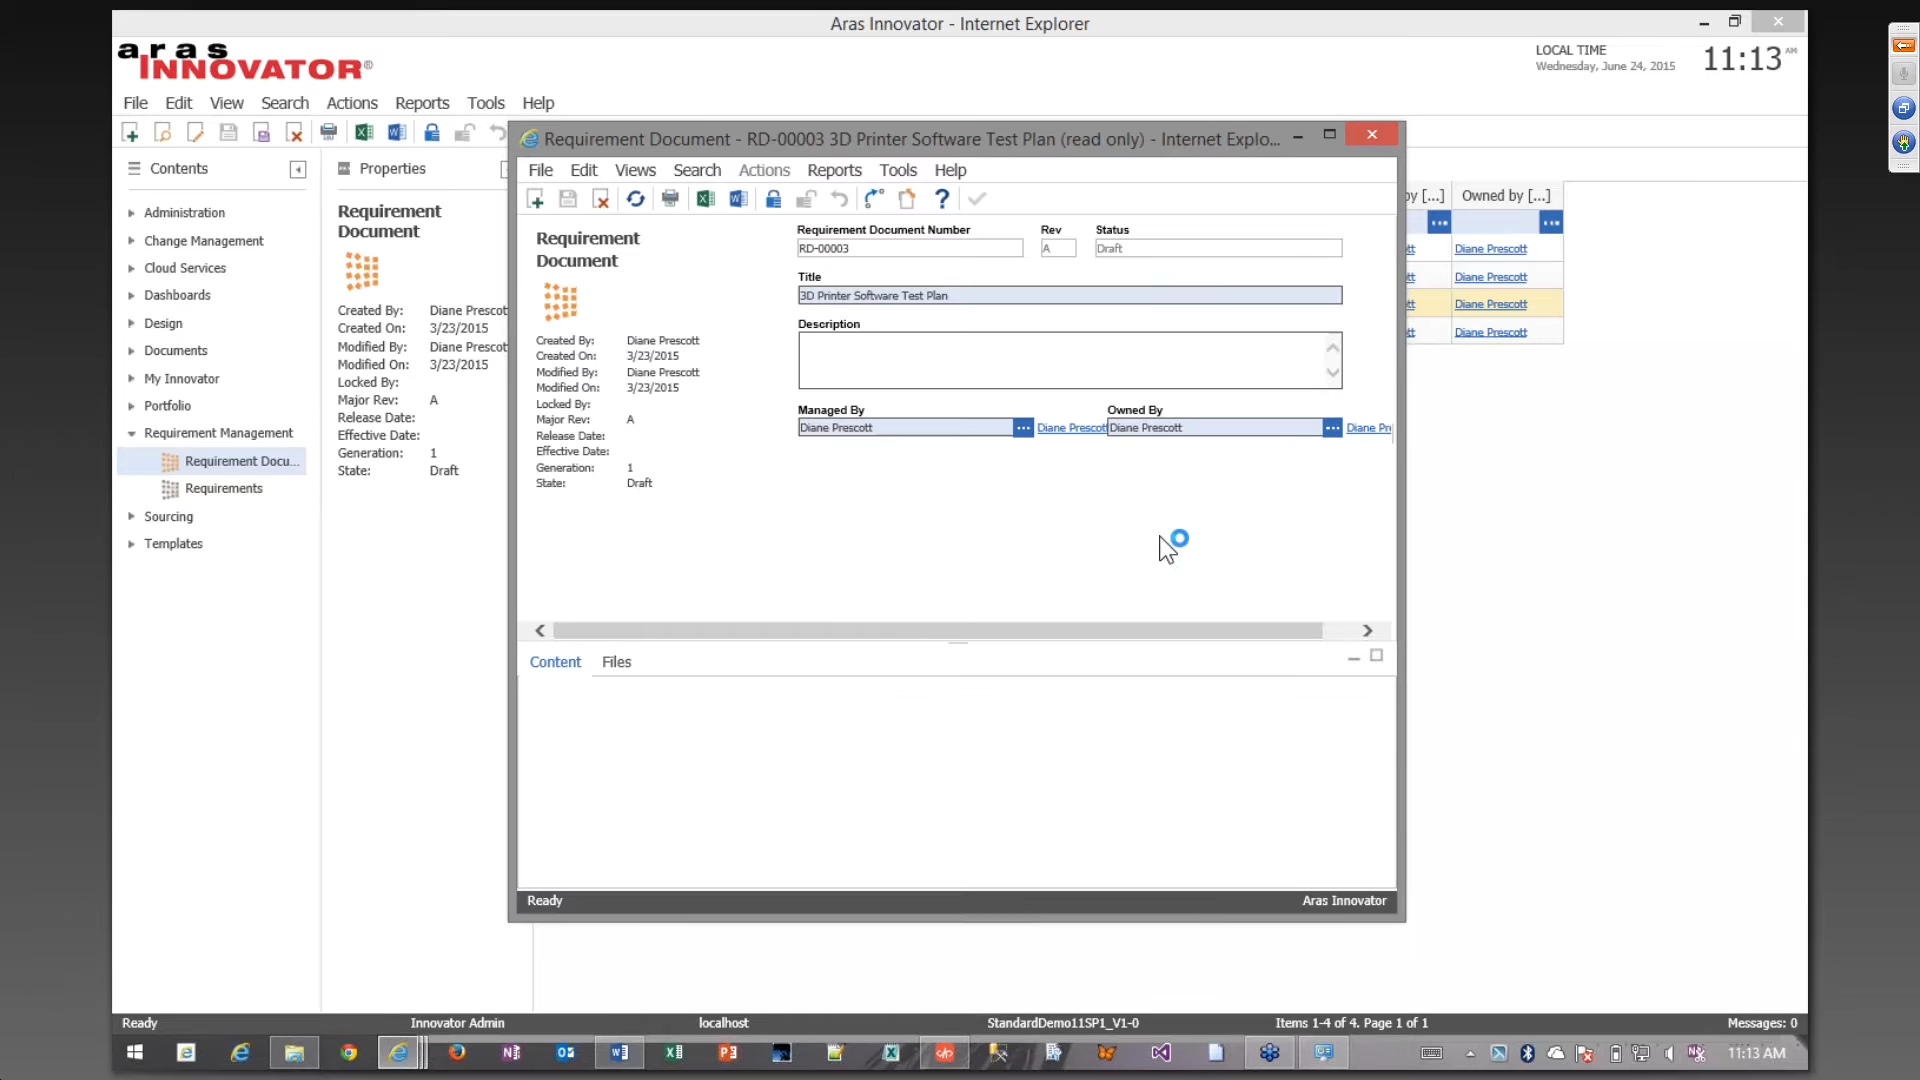 Aras Innovator - Internet Explorer
aras
INNOVATOR®
LOCAL TIME
Wednesday, June 24, 2015
11:13 AM
File Edit View Search Actions Reports Tools Help
Contents
Administration
Change Management
Cloud Services
Dashboards
Design
Documents
My Innovator
Portfolio
Requirement Management
Requirement Docu...
Requirements
Sourcing
Templates
Properties
Requirement
Document
Created By: Diane Prescot
Created On: 3/23/2015
Modified By: Diane Prescot
Modified On: 3/23/2015
Locked By:
Major Rev: A
Release Date:
Effective Date:
Generation: 1
State: Draft
Requirement Document - RD-00003 3D Printer Software Test Plan (read only) - Internet Explo...
File Edit Views Search Actions Reports Tools Help
Requirement
Document
Created By: Diane Prescott
Created On: 3/23/2015
Modified By: Diane Prescott
Modified On: 3/23/2015
Locked By:
Major Rev: A
Release Date:
Effective Date:
Generation: 1
State: Draft
Requirement Document Number Rev Status
RD-00003 A Draft
Title
3D Printer Software Test Plan
Description
Managed By Owned By
Diane Prescott ... Diane Prescott Diane Prescott ... Diane Pr
Content Files
Ready Aras Innovator
by [...] Owned by [...]
tt Diane Prescott
tt Diane Prescott
tt Diane Prescott
tt Diane Prescott
Ready Innovator Admin localhost StandardDemo11SP1_V1-0 Items 1-4 of 4. Page 1 of 1 Messages: 0
11:13 AM